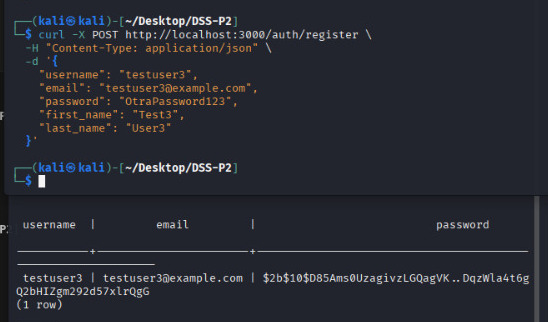 (kali㉿kali)-[~/Desktop/DSS-P2]
$ curl -X POST http://localhost:3000/auth/register \
-H "Content-Type: application/json" \
-d '{
"username": "testuser3",
"email": "testuser3@example.com",
"password": "OtraPassword123",
"first_name": "Test3",
"last_name": "User3"
}'
(kali㉿kali)-[~/Desktop/DSS-P2]
$
username | email | password
testuser3 | testuser3@example.com | $2b$10$D85Ams0UzagivzLGQagVK..DqzWla4t6g
Q2bHIZgm292d57xlrQgG
(1 row)